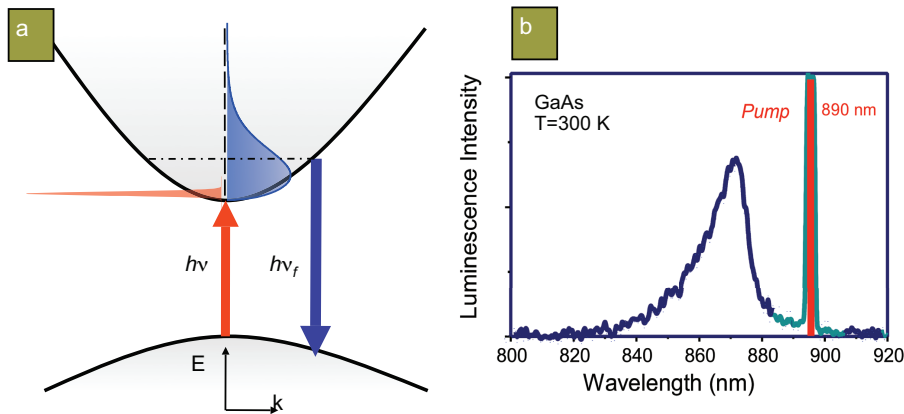 a
hν
hν_f
E
k
b
GaAs
T=300 K
Pump
890 nm
Luminescence Intensity
800 820 840 860 880 900 920
Wavelength (nm)